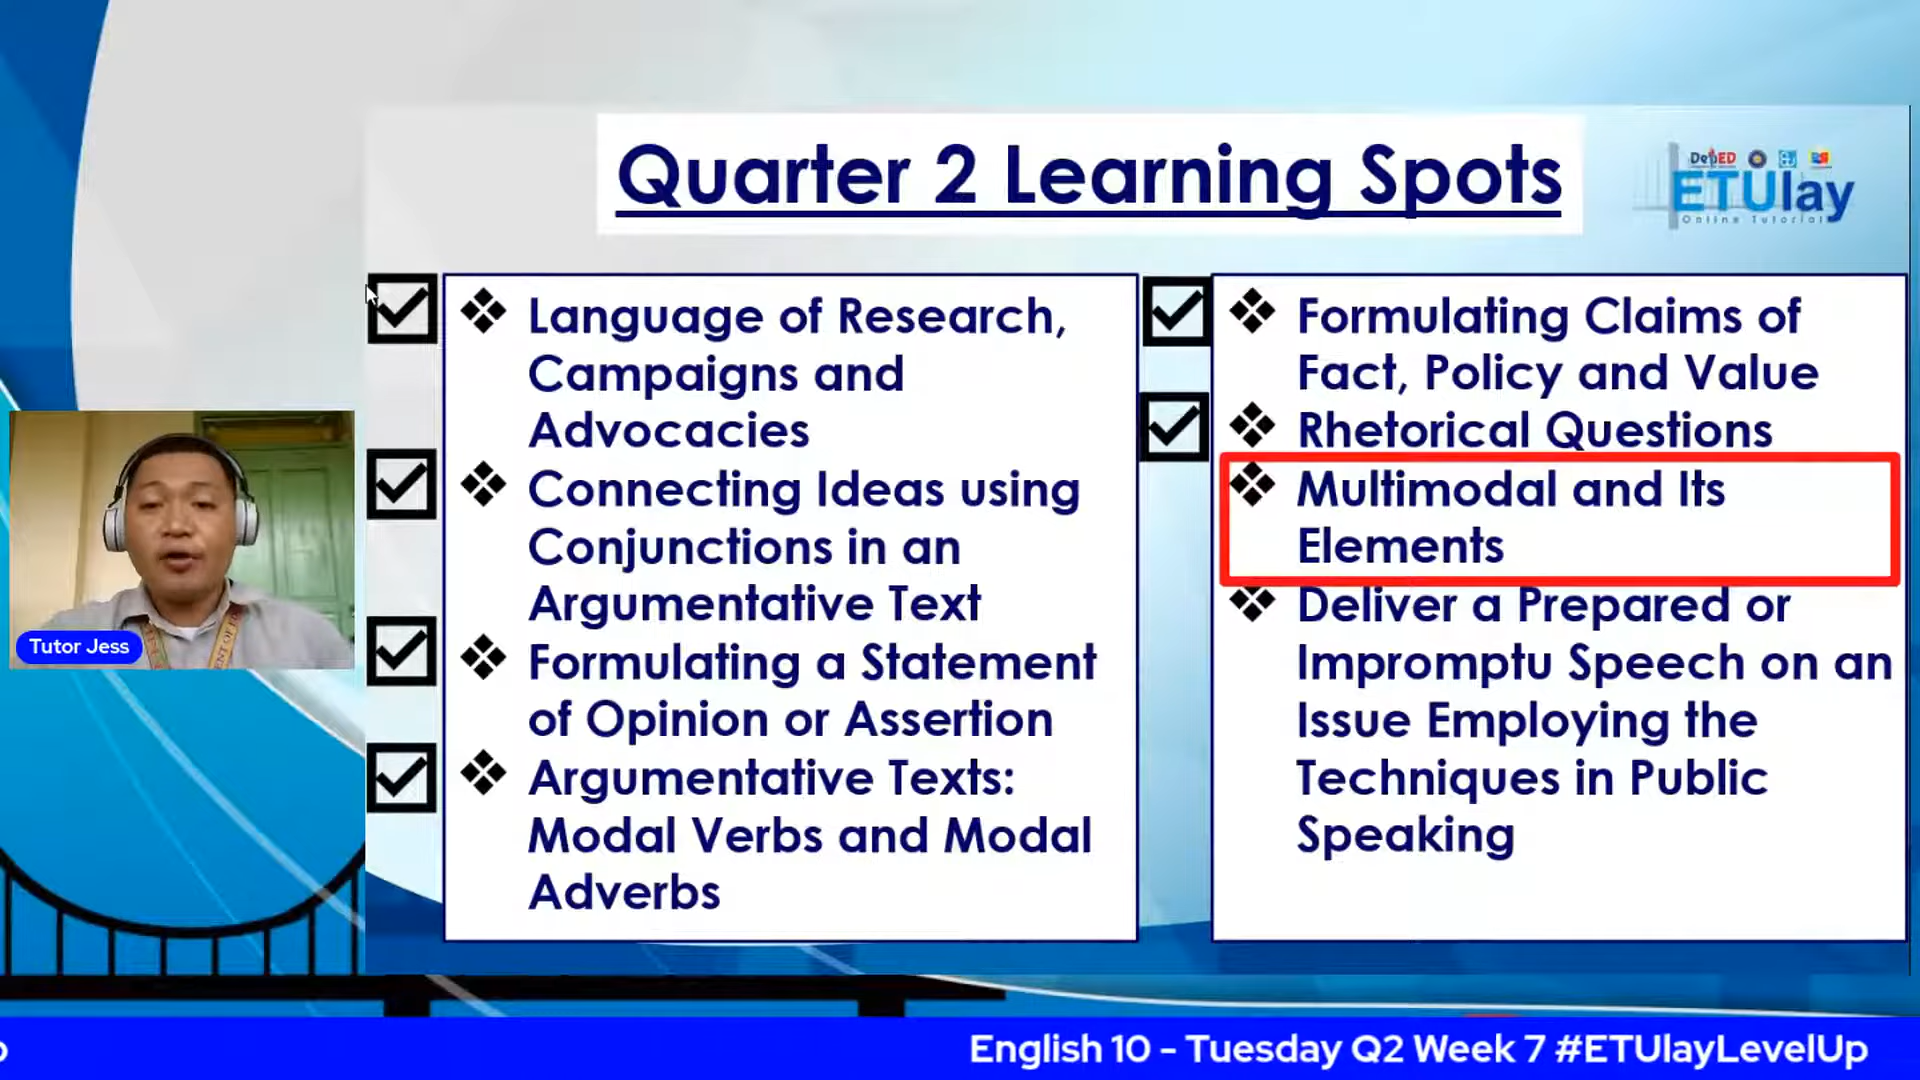 Quarter 2 Learning Spots
DepED
ETUlay
Online Tutorial
Language of Research,
Campaigns and
Advocacies
Connecting Ideas using
Conjunctions in an
Argumentative Text
Formulating a Statement
of Opinion or Assertion
Argumentative Texts:
Modal Verbs and Modal
Adverbs
Formulating Claims of
Fact, Policy and Value
Rhetorical Questions
Multimodal and Its
Elements
Deliver a Prepared or
Impromptu Speech on an
Issue Employing the
Techniques in Public
Speaking
Tutor Jess
English 10 - Tuesday Q2 Week 7 #ETUlayLevelUp